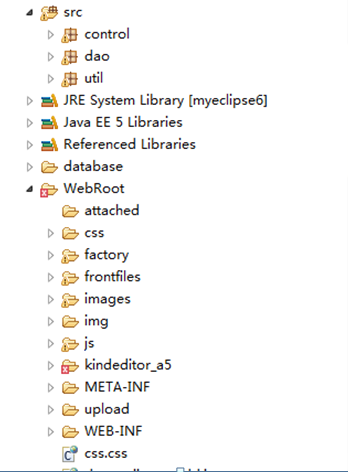 src
control
dao
util
JRE System Library [myeclipse6]
Java EE 5 Libraries
Referenced Libraries
database
WebRoot
attached
css
factory
frontfiles
images
img
js
kindeditor_a5
META-INF
upload
WEB-INF
css.css